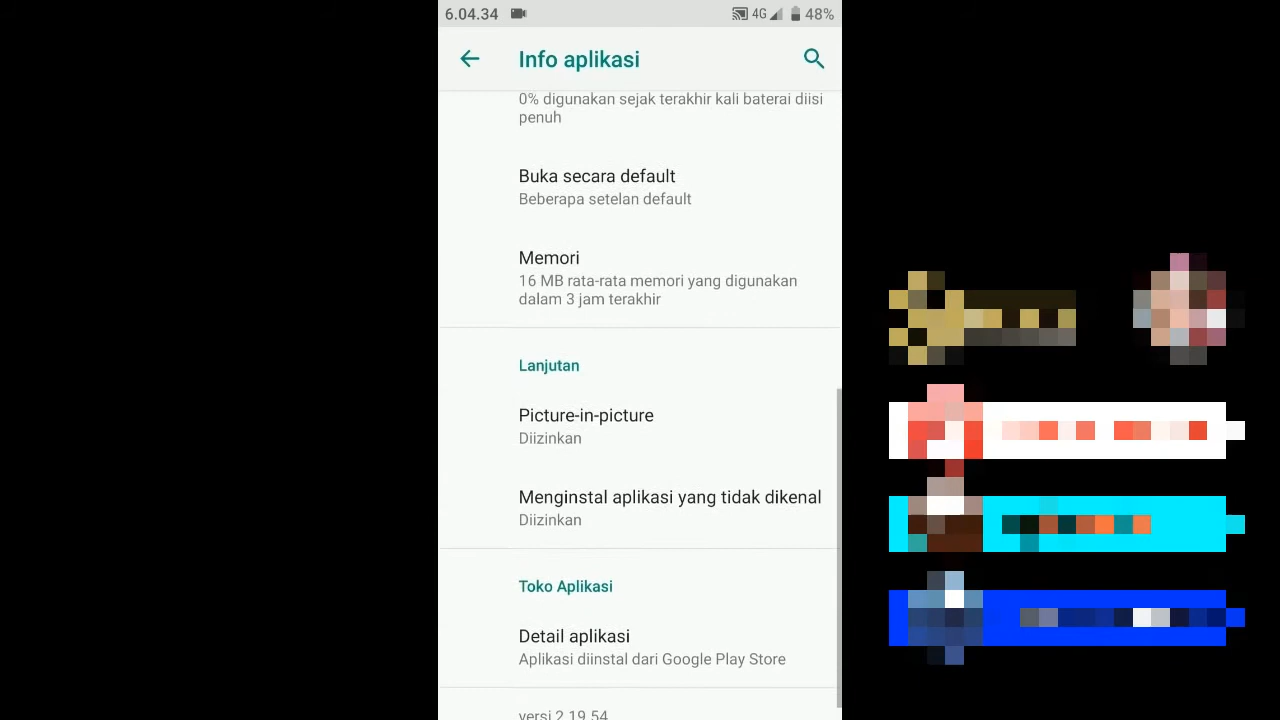 6.04.34
4G
48%
Info aplikasi
0% digunakan sejak terakhir kali baterai diisi
penuh
Buka secara default
Beberapa setelan default
Memori
16 MB rata-rata memori yang digunakan
dalam 3 jam terakhir
Lanjutan
Picture-in-picture
Diizinkan
Menginstal aplikasi yang tidak dikenal
Diizinkan
Toko Aplikasi
Detail aplikasi
Aplikasi diinstal dari Google Play Store
versi 2.19.54